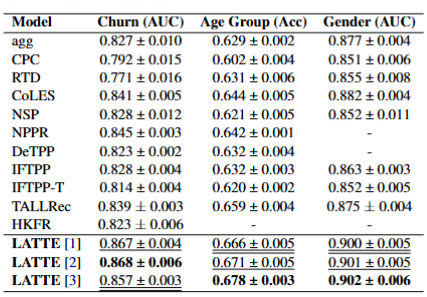 Model Churn (AUC) Age Group (Acc) Gender (AUC)
agg 0.827 ± 0.010 0.629 ± 0.002 0.877 ± 0.004
CPC 0.792 ± 0.015 0.602 ± 0.004 0.851 ± 0.006
RTD 0.771 ± 0.016 0.631 ± 0.006 0.855 ± 0.008
CoLES 0.841 ± 0.005 0.644 ± 0.005 0.882 ± 0.004
NSP 0.828 ± 0.012 0.621 ± 0.005 0.852 ± 0.011
NPPR 0.845 ± 0.003 0.642 ± 0.001 -
DeTPP 0.823 ± 0.002 0.632 ± 0.004 -
IFTPP 0.828 ± 0.004 0.632 ± 0.003 0.863 ± 0.003
IFTPP-T 0.814 ± 0.004 0.620 ± 0.002 0.852 ± 0.005
TALLRec 0.839 ± 0.003 0.659 ± 0.004 0.875 ± 0.004
HKFR 0.823 ± 0.006 - -
LATTE [1] 0.867 ± 0.004 0.666 ± 0.005 0.900 ± 0.005
LATTE [2] 0.868 ± 0.006 0.671 ± 0.005 0.901 ± 0.005
LATTE [3] 0.857 ± 0.003 0.678 ± 0.003 0.902 ± 0.006